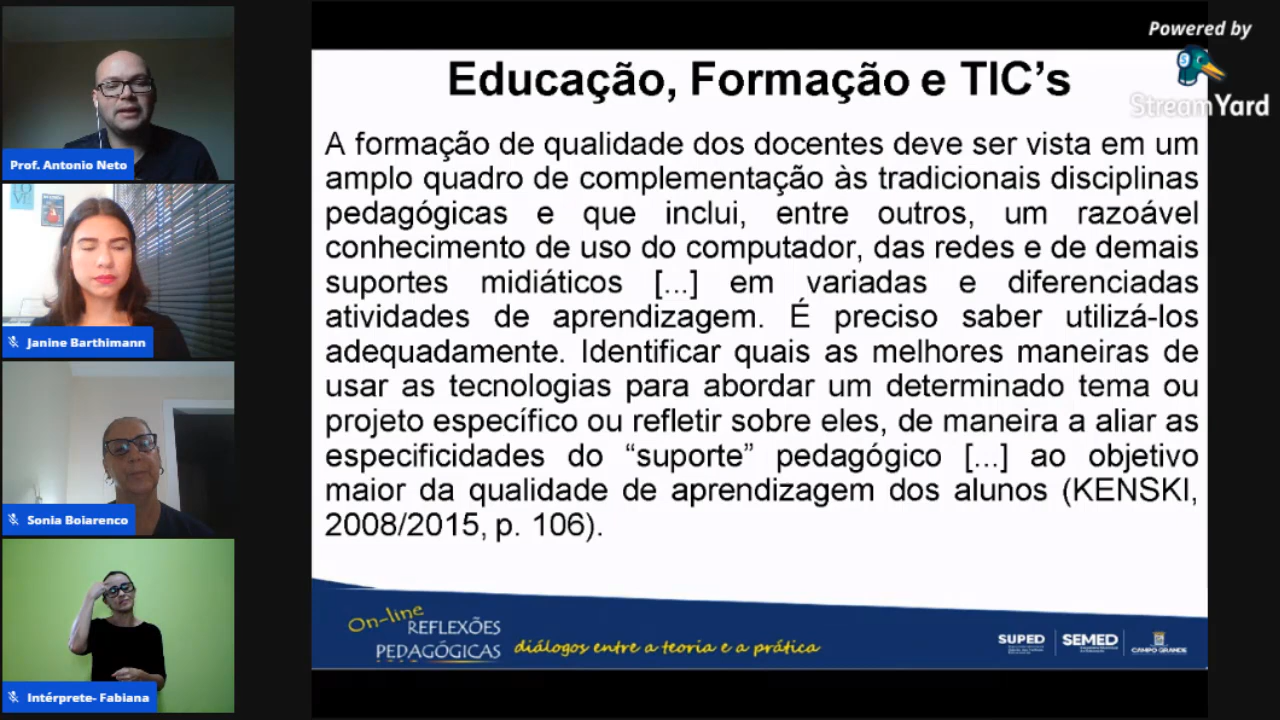 Powered by
StreamYard
Prof. Antonio Neto
Janine Barthimann
Sonia Boiarenco
Intérprete- Fabiana
Educação, Formação e TIC’s
A formação de qualidade dos docentes deve ser vista em um
amplo quadro de complementação às tradicionais disciplinas
pedagógicas e que inclui, entre outros, um razoável
conhecimento de uso do computador, das redes e de demais
suportes midiáticos [...] em variadas e diferenciadas
atividades de aprendizagem. É preciso saber utilizá-los
adequadamente. Identificar quais as melhores maneiras de
usar as tecnologias para abordar um determinado tema ou
projeto específico ou refletir sobre eles, de maneira a aliar as
especificidades do “suporte” pedagógico [...] ao objetivo
maior da qualidade de aprendizagem dos alunos (KENSKI,
2008/2015, p. 106).
On-line
REFLEXÕES
PEDAGÓGICAS
diálogos entre a teoria e a prática
SUPED
SEMED
CAMPO GRANDE